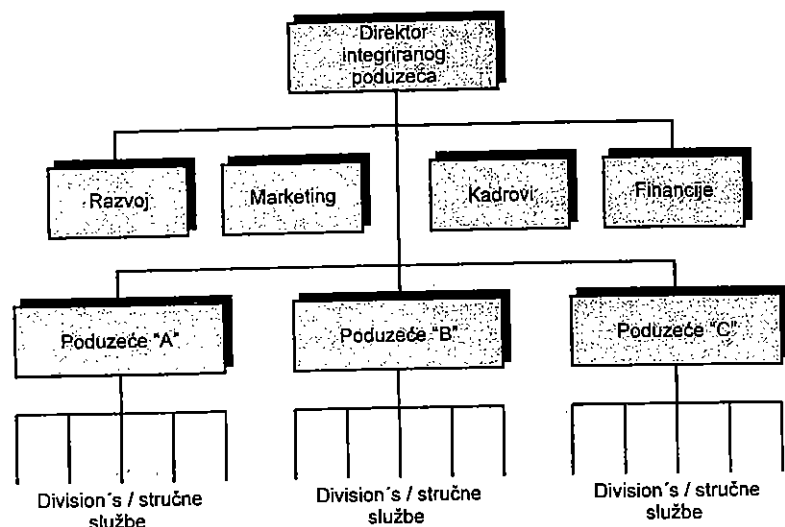 Direktor
integriranog
poduzeća
Razvoj
Marketing
Kadrovi
Financije
Poduzeće "A"
Poduzeće "B"
Poduzeće "C"
Division´s / stručne
službe
Division´s / stručne
službe
Division´s / stručne
službe